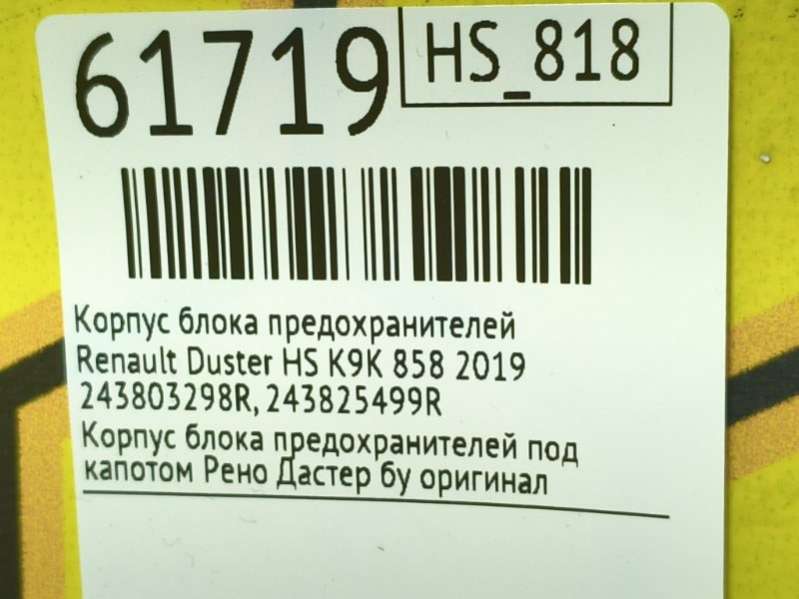 61719
HS_818
Корпус блока предохранителей
Renault Duster HS K9K 858 2019
243803298R, 243825499R
Корпус блока предохранителей под
капотом Рено Дастер бу оригинал